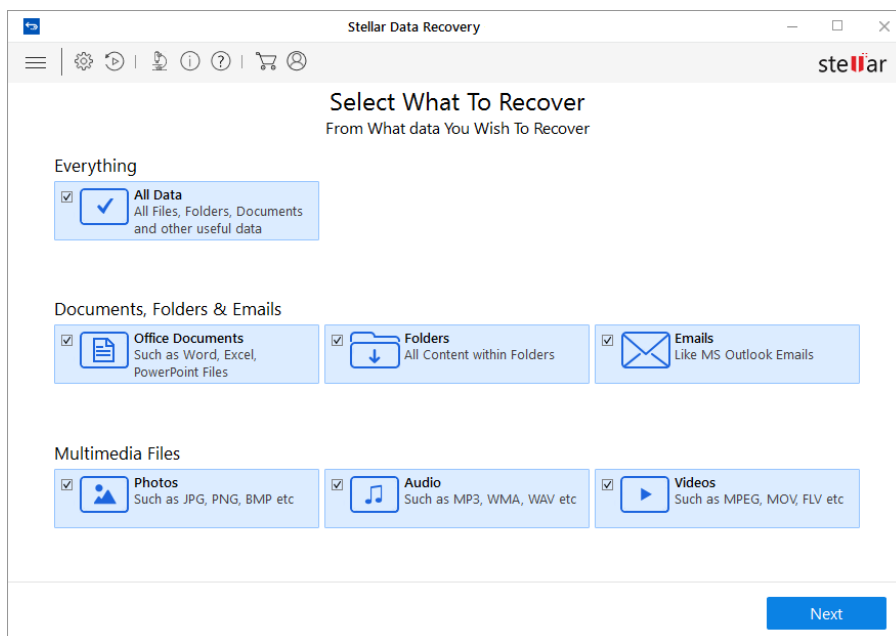 Stellar Data Recovery
stellar
Select What To Recover
From What data You Wish To Recover
Everything
All Data
All Files, Folders, Documents
and other useful data
Documents, Folders & Emails
Office Documents
Such as Word, Excel,
PowerPoint Files
Folders
All Content within Folders
Emails
Like MS Outlook Emails
Multimedia Files
Photos
Such as JPG, PNG, BMP etc
Audio
Such as MP3, WMA, WAV etc
Videos
Such as MPEG, MOV, FLV etc
Next